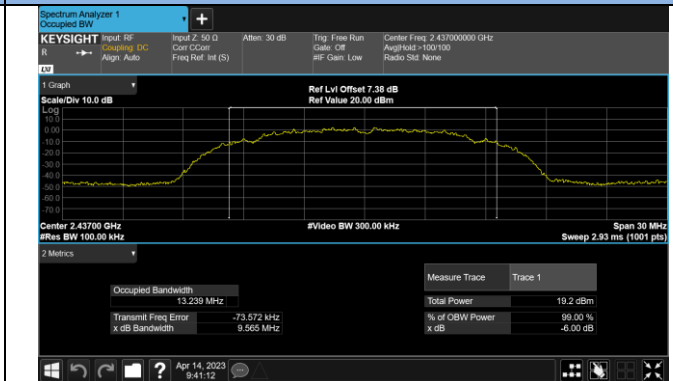 Spectrum Analyzer 1
Occupied BW
+
KEYSIGHT Input: RF Input Z: 50 Ω Atten: 30 dB Trig: Free Run Center Freq: 2.437000000 GHz
R Coupling: DC Corr CCorr Gate: Off Avg|Hold:>100/100
Align: Auto Freq Ref: Int (S) #IF Gain: Low Radio Std: None
LXI
1 Graph
Ref Lvl Offset 7.38 dB
Scale/Div 10.0 dB Ref Value 20.00 dBm
Log
10.0
0.00
-10.0
-20.0
-30.0
-40.0
-50.0
-60.0
-70.0
Center 2.43700 GHz #Video BW 300.00 kHz Span 30 MHz
#Res BW 100.00 kHz Sweep 2.93 ms (1001 pts)
2 Metrics
Measure Trace Trace 1
Occupied Bandwidth
13.239 MHz
Total Power 19.2 dBm
Transmit Freq Error -73.572 kHz % of OBW Power 99.00 %
x dB Bandwidth 9.565 MHz x dB -6.00 dB
? Apr 14, 2023
9:41:12